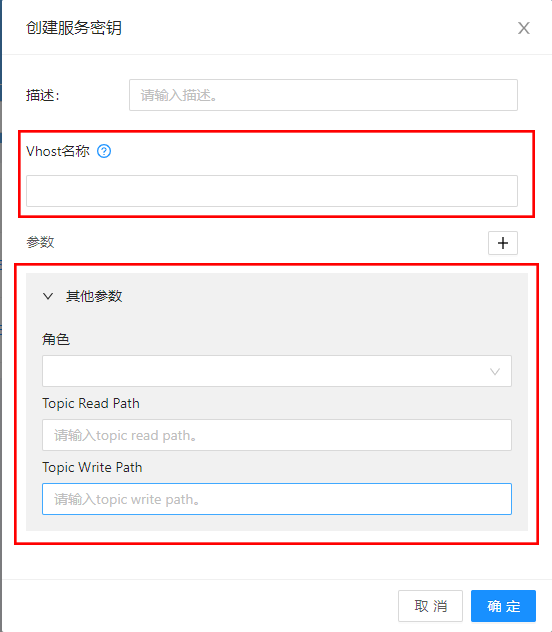 创建服务密钥
描述：
请输入描述。
Vhost名称
参数
其他参数
角色
Topic Read Path
请输入topic read path。
Topic Write Path
请输入topic write path。
取 消
确 定